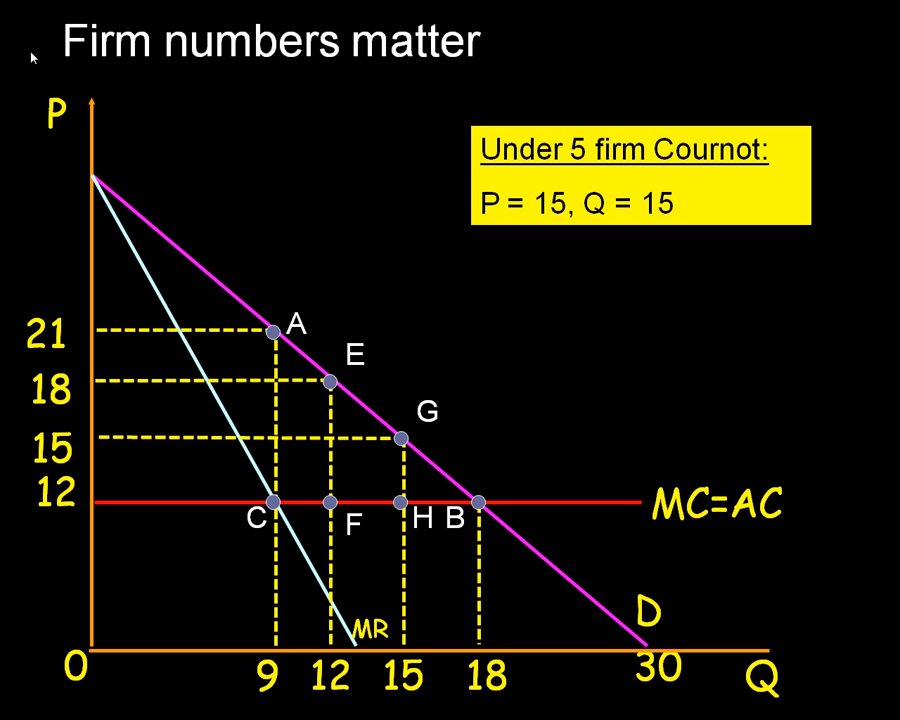 Firm numbers matter
P
Under 5 firm Cournot:
P = 15, Q = 15
21
A
E
18
G
15
12
MC=AC
C
F
H
B
D
MR
0
9
12
15
18
30
Q